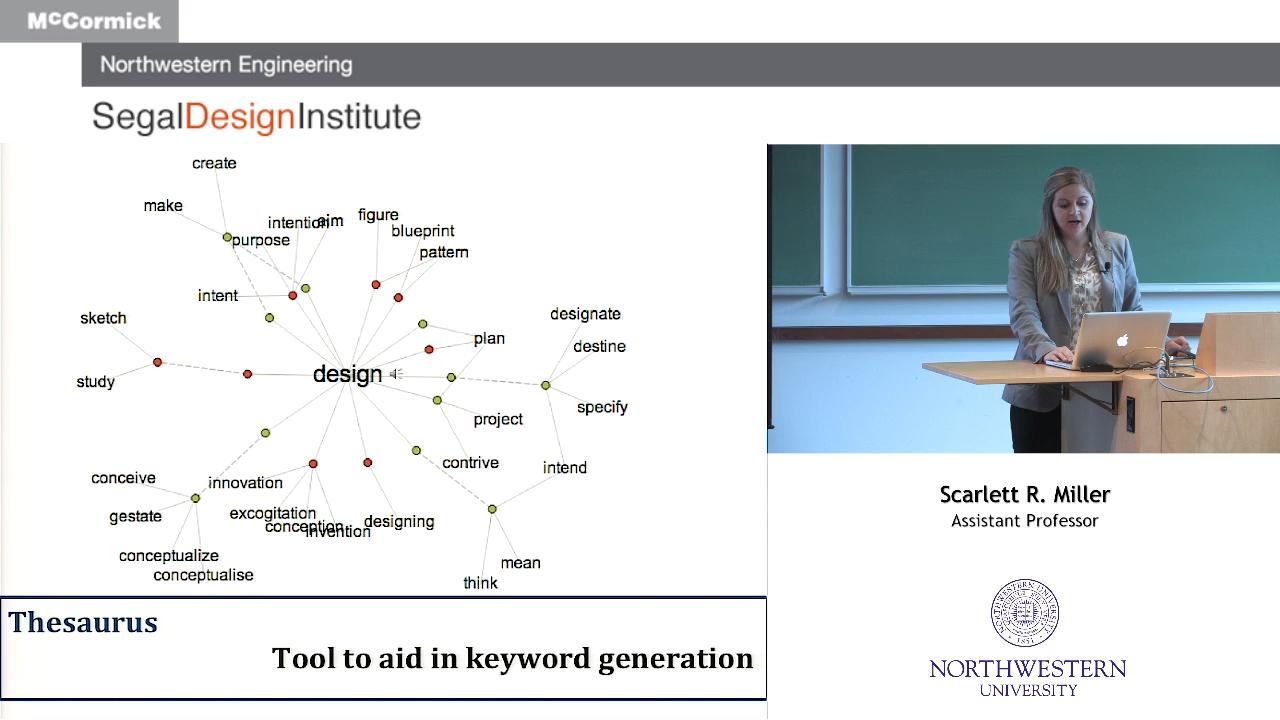 McCormick
Northwestern Engineering
SegalDesignInstitute
create
make
intention
aim
figure
purpose
blueprint
pattern
intent
sketch
designate
plan
destine
design
study
specify
project
contrive
intend
conceive
innovation
gestate
excogitation
conception
invention
designing
conceptualize
conceptualise
mean
think
Thesaurus
Tool to aid in keyword generation
Scarlett R. Miller
Assistant Professor
NORTHWESTERN
UNIVERSITY